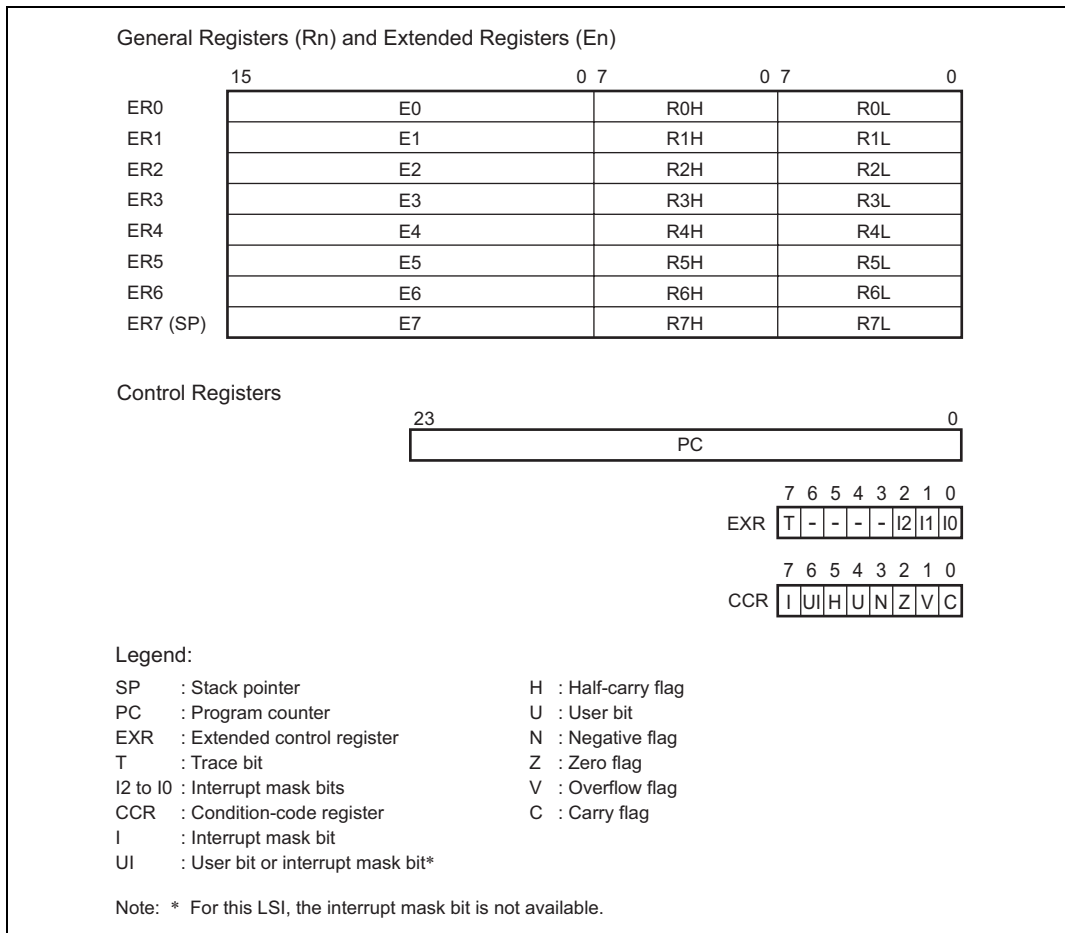 General Registers (Rn) and Extended Registers (En)
15 0 7 0 7 0
ER0 E0 R0H R0L
ER1 E1 R1H R1L
ER2 E2 R2H R2L
ER3 E3 R3H R3L
ER4 E4 R4H R4L
ER5 E5 R5H R5L
ER6 E6 R6H R6L
ER7 (SP) E7 R7H R7L
Control Registers
23 0
PC
7 6 5 4 3 2 1 0
EXR T - - - - I2 I1 I0
7 6 5 4 3 2 1 0
CCR I UI H U N Z V C
Legend:
SP : Stack pointer
PC : Program counter
EXR : Extended control register
T : Trace bit
I2 to I0 : Interrupt mask bits
CCR : Condition-code register
I : Interrupt mask bit
UI : User bit or interrupt mask bit*
H : Half-carry flag
U : User bit
N : Negative flag
Z : Zero flag
V : Overflow flag
C : Carry flag
Note: * For this LSI, the interrupt mask bit is not available.